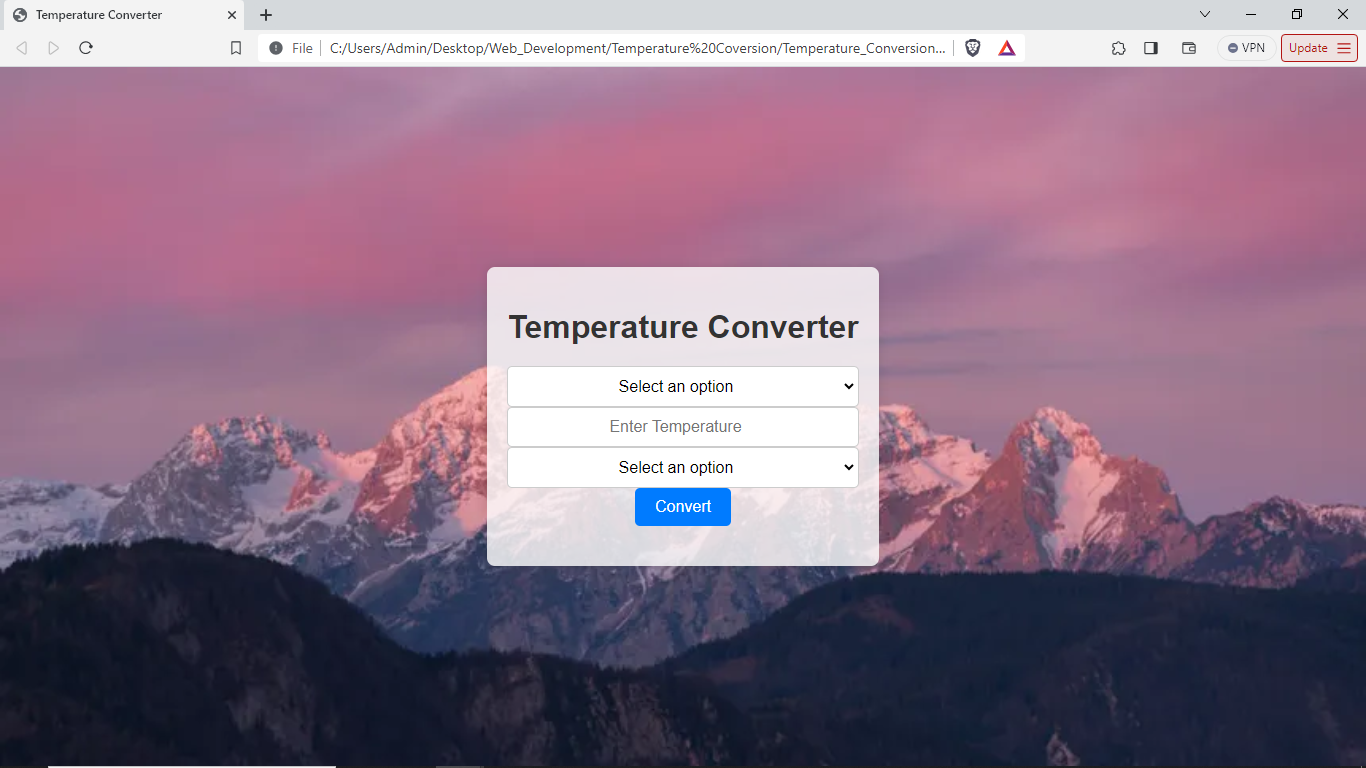 Temperature Converter
File
C:/Users/Admin/Desktop/Web_Development/Temperature%20Coversion/Temperature_Conversion...
VPN
Update
Temperature Converter
Select an option
Enter Temperature
Select an option
Convert